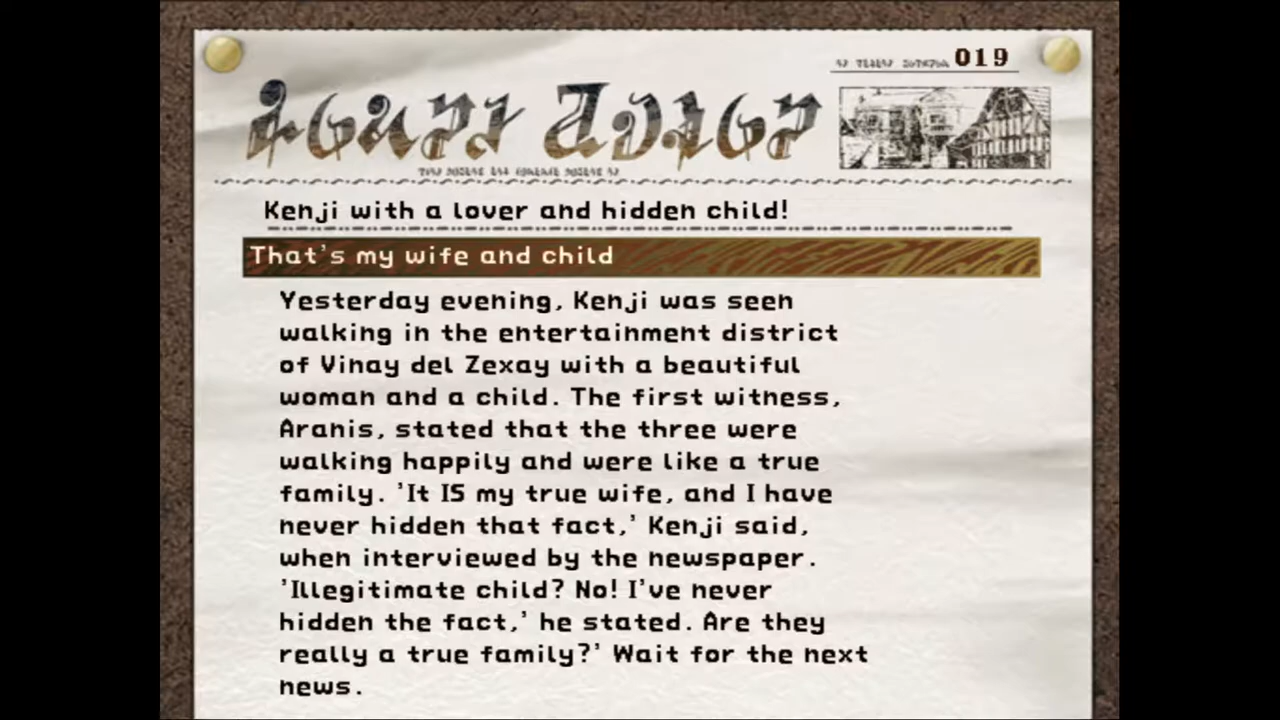 019
Kenji with a lover and hidden child!
That's my wife and child
Yesterday evening, Kenji was seen
walking in the entertainment district
of Vinay del Zexay with a beautiful
woman and a child. The first witness,
Aranis, stated that the three were
walking happily and were like a true
family. 'It IS my true wife, and I have
never hidden that fact,' Kenji said,
when interviewed by the newspaper.
'Illegitimate child? No! I've never
hidden the fact,' he stated. Are they
really a true family?' Wait for the next
news.